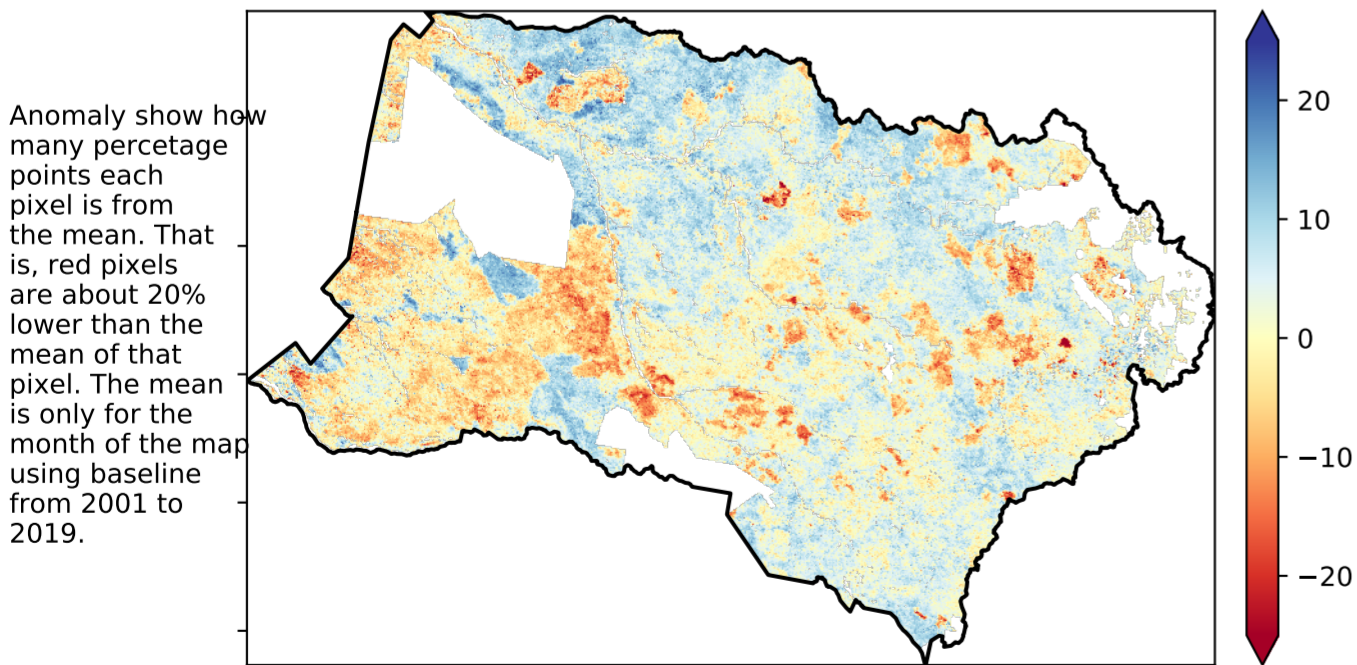 Anomaly show how
many percetage
points each
pixel is from
the mean. That
is, red pixels
are about 20%
lower than the
mean of that
pixel. The mean
is only for the
month of the map
using baseline
from 2001 to
2019.
20
10
0
−10
−20